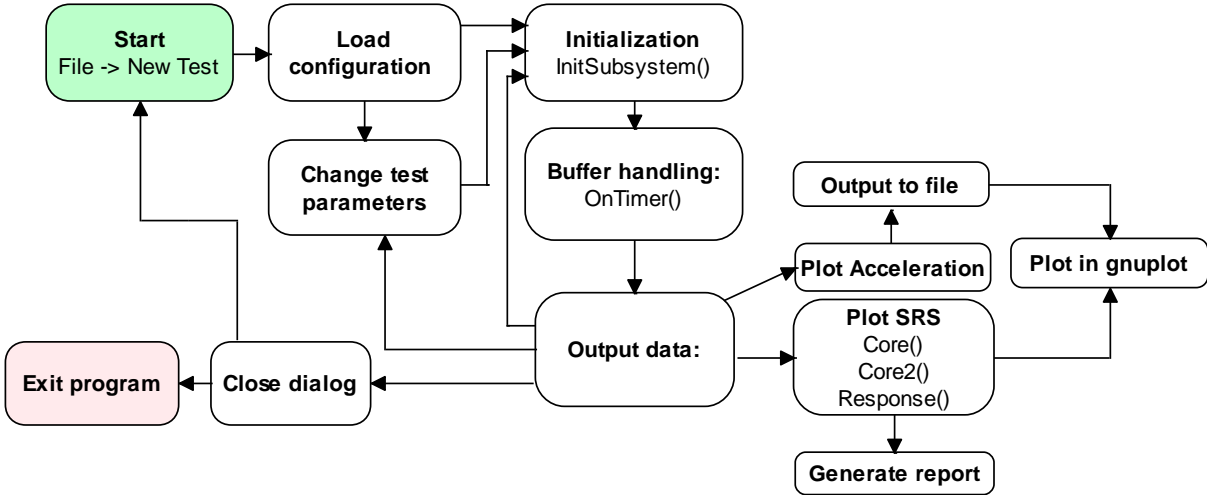 Start
File -> New Test
Load
configuration
Initialization
InitSubsystem()
Change test
parameters
Buffer handling:
OnTimer()
Output to file
Plot Acceleration
Plot in gnuplot
Output data:
Plot SRS
Core()
Core2()
Response()
Exit program
Close dialog
Generate report